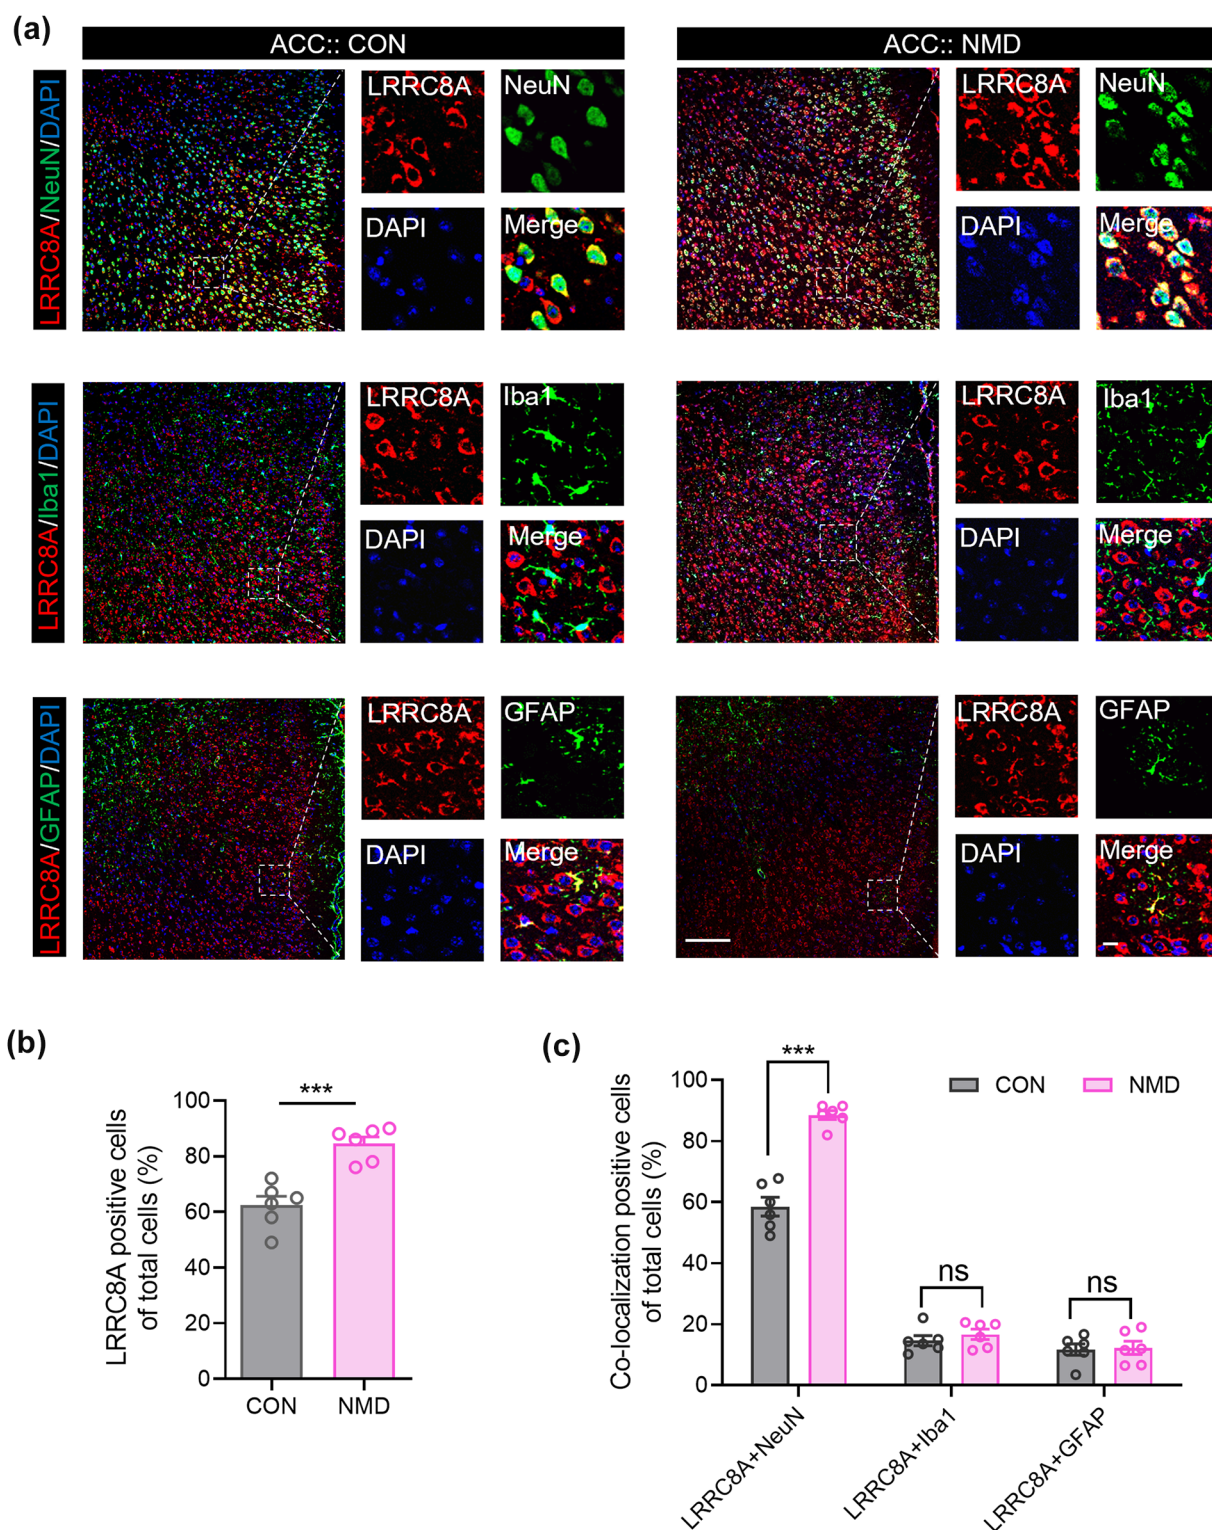 (a)
ACC:: CON
ACC:: NMD
LRRC8A/NeuN/DAPI
LRRC8A
NeuN
DAPI
Merge
LRRC8A
NeuN
DAPI
Merge
LRRC8A/Iba1/DAPI
LRRC8A
Iba1
DAPI
Merge
LRRC8A
Iba1
DAPI
Merge
LRRC8A/GFAP/DAPI
LRRC8A
GFAP
DAPI
Merge
LRRC8A
GFAP
DAPI
Merge
(b)
LRRC8A positive cells
of total cells (%)
100
80
60
40
20
0
***
CON
NMD
(c)
Co-localization positive cells
of total cells (%)
100
80
60
40
20
0
***
ns
ns
CON
NMD
LRRC8A+NeuN
LRRC8A+Iba1
LRRC8A+GFAP